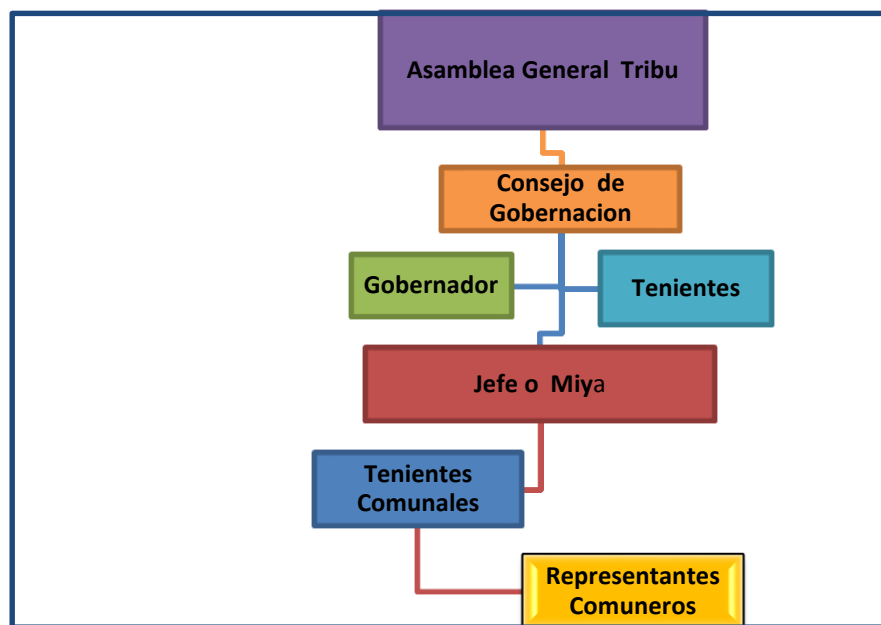 Asamblea General Tribu
Consejo de
Gobernacion
Gobernador
Tenientes
Jefe o Miya
Tenientes
Comunales
Representantes
Comuneros